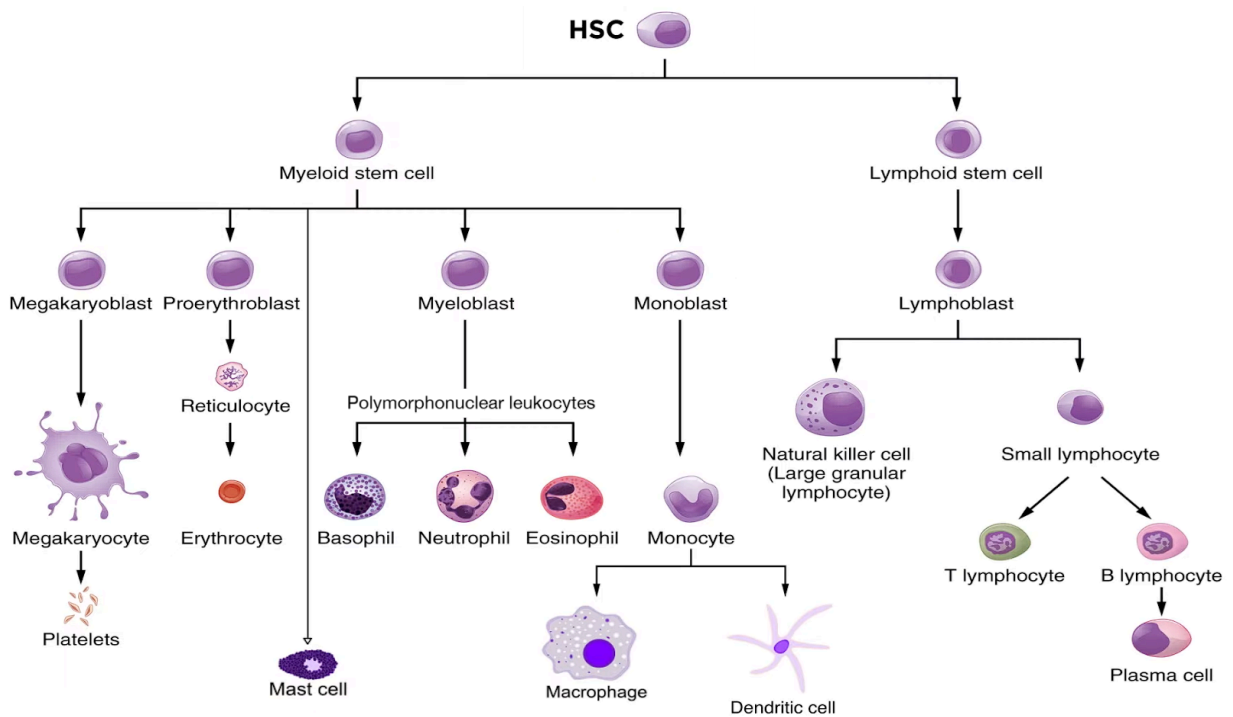 HSC
Myeloid stem cell
Lymphoid stem cell
Megakaryoblast
Proerythroblast
Myeloblast
Monoblast
Lymphoblast
Reticulocyte
Polymorphonuclear leukocytes
Natural killer cell
(Large granular
lymphocyte)
Small lymphocyte
Megakaryocyte
Erythrocyte
Basophil
Neutrophil
Eosinophil
Monocyte
T lymphocyte
B lymphocyte
Platelets
Mast cell
Macrophage
Dendritic cell
Plasma cell